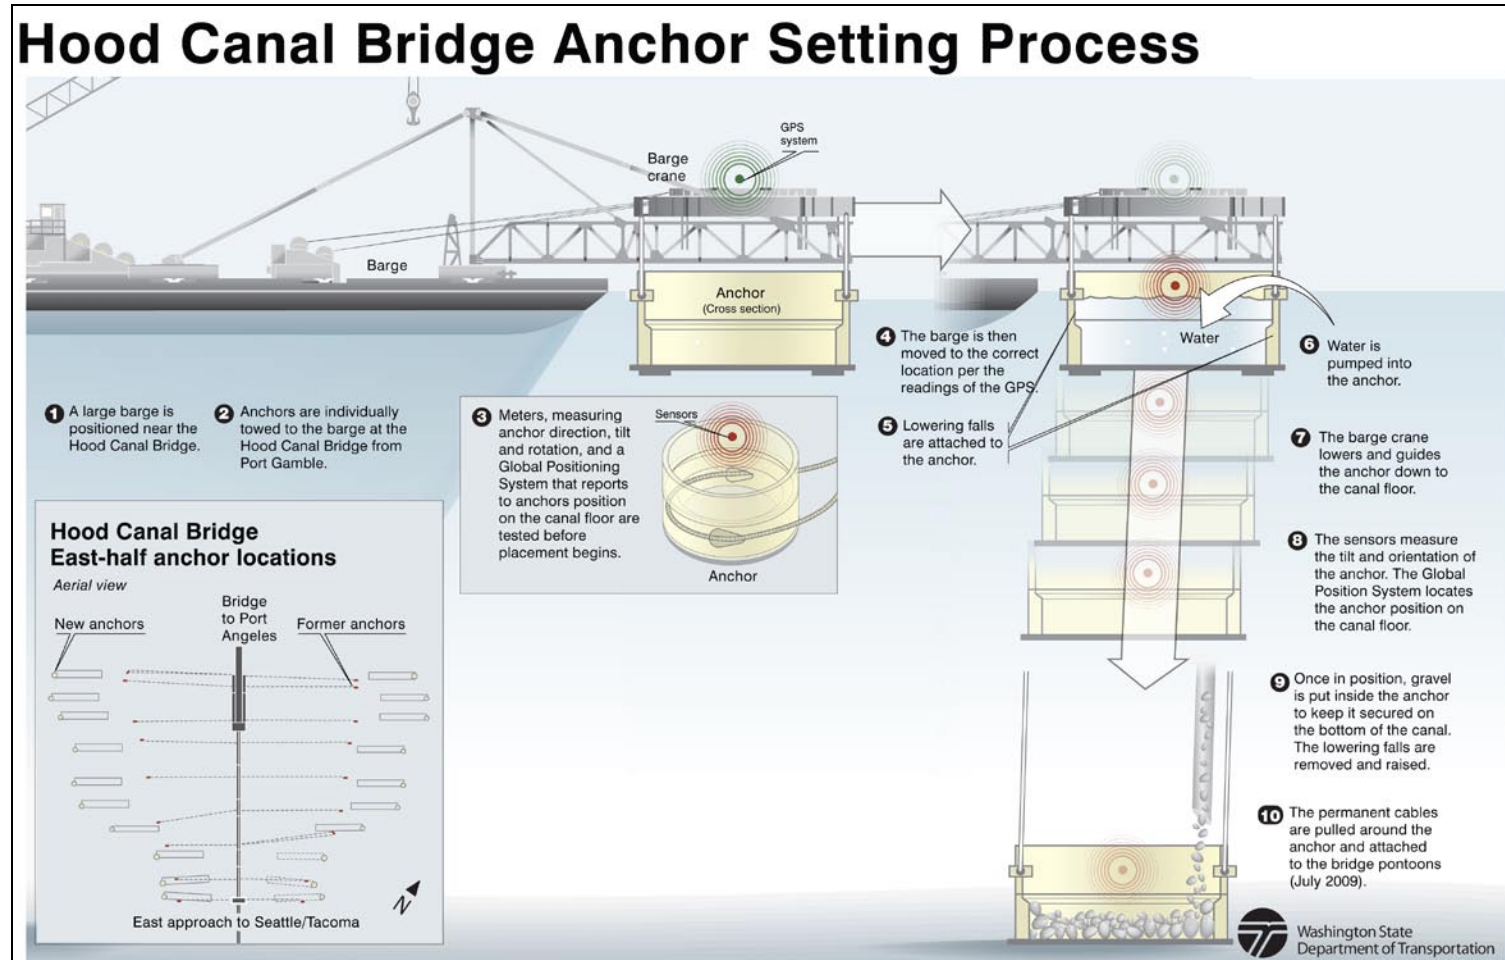 Hood Canal Bridge Anchor Setting Process
GPS
system
Barge
crane
Barge
Anchor
(Cross section)
Water
1 A large barge is
positioned near the
Hood Canal Bridge.
2 Anchors are individually
towed to the barge at the
Hood Canal Bridge from
Port Gamble.
3 Meters, measuring
anchor direction, tilt
and rotation, and a
Global Positioning
System that reports
to anchors position
on the canal floor are
tested before
placement begins.
Sensors
Anchor
4 The barge is then
moved to the correct
location per the
readings of the GPS.
5 Lowering falls
are attached to
the anchor.
6 Water is
pumped into
the anchor.
7 The barge crane
lowers and guides
the anchor down to
the canal floor.
8 The sensors measure
the tilt and orientation of
the anchor. The Global
Position System locates
the anchor position on
the canal floor.
9 Once in position, gravel
is put inside the anchor
to keep it secured on
the bottom of the canal.
The lowering falls are
removed and raised.
10 The permanent cables
are pulled around the
anchor and attached
to the bridge pontoons
(July 2009).
Hood Canal Bridge
East-half anchor locations
Aerial view
Bridge
to Port
Angeles
New anchors
Former anchors
N
East approach to Seattle/Tacoma
Washington State
Department of Transportation